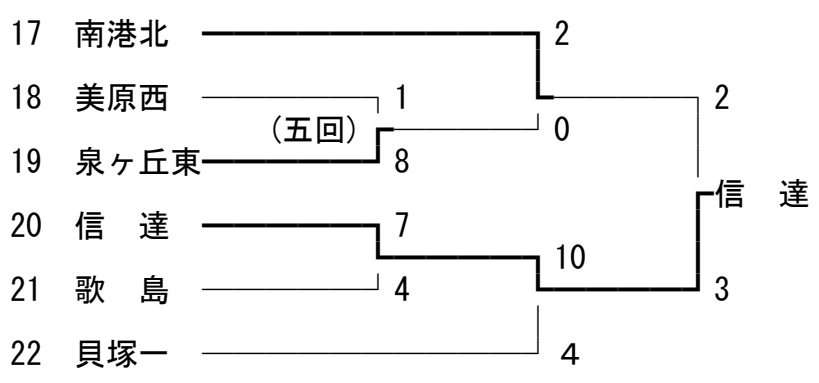 17 南港北 2
18 美原西 1 2
(五回) 0
19 泉ヶ丘東 8
信 達
20 信 達 7
10
21 歌 島 4 3
22 貝塚一 4